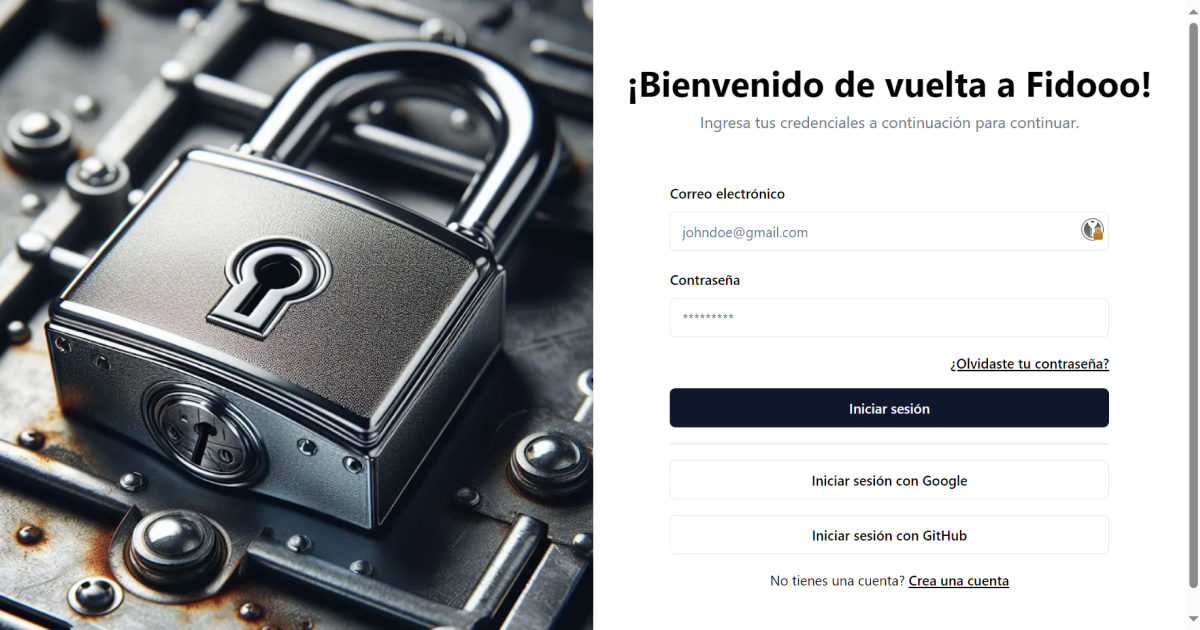 ¡Bienvenido de vuelta a Fidooo!
Ingresa tus credenciales a continuación para continuar.
Correo electrónico
johndoe@gmail.com
Contraseña
*********
¿Olvidaste tu contraseña?
Iniciar sesión
Iniciar sesión con Google
Iniciar sesión con GitHub
No tienes una cuenta? Crea una cuenta